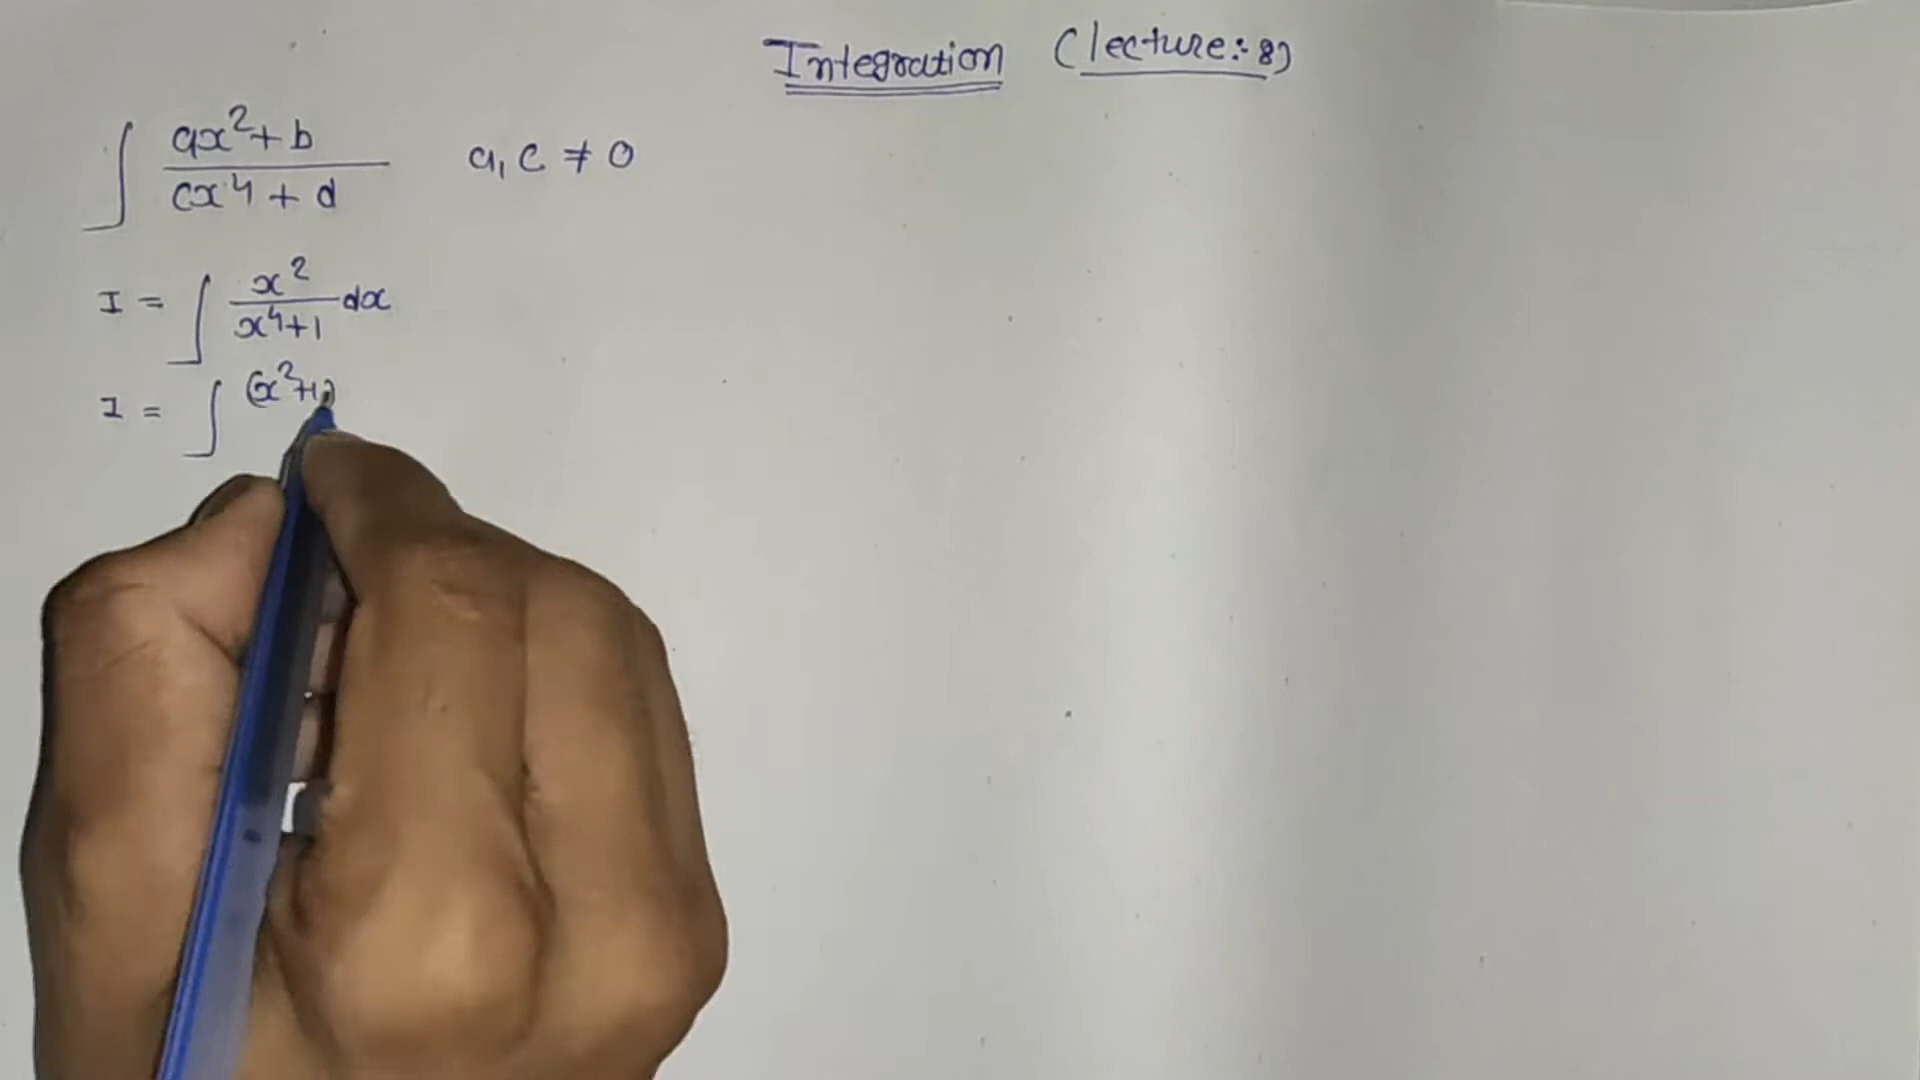 Integration (lecture:- 8)
∫ ax²+b / cx⁴ + d    a, c ≠ 0
I = ∫ x² / x⁴+1 dx
I = ∫ (x²+1)